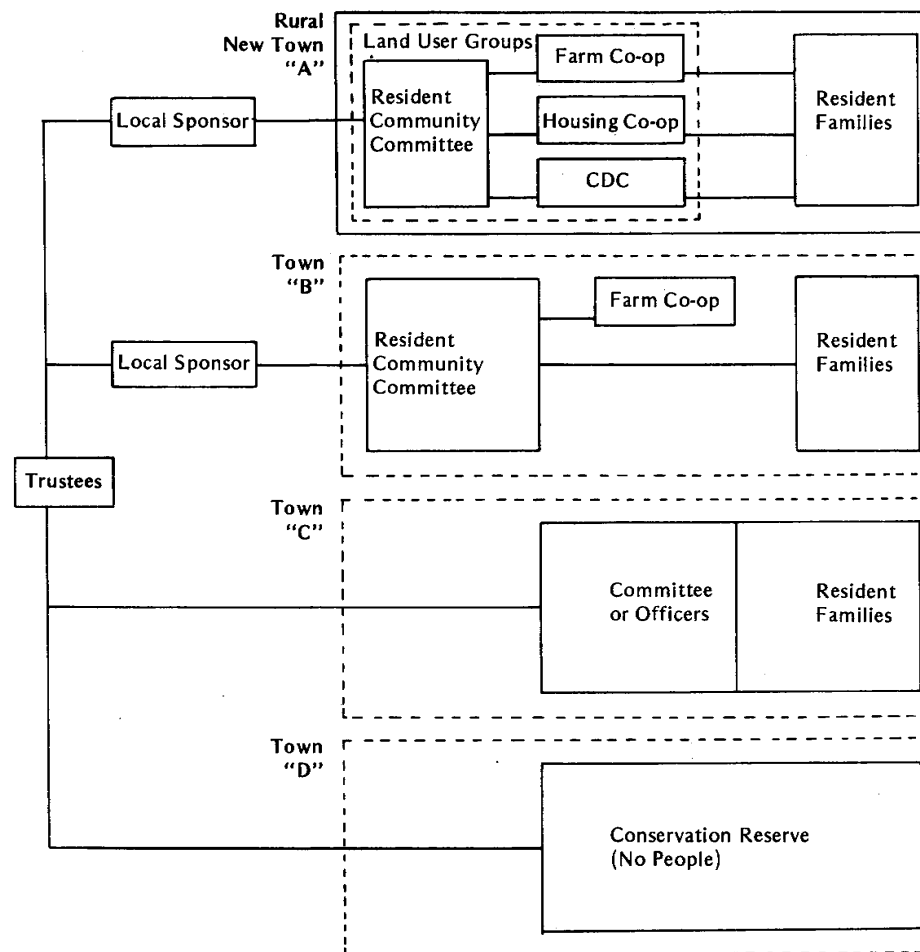 Rural
New Town
“A”
Land User Groups
Farm Co-op
Local Sponsor
Resident
Community
Committee
Housing Co-op
Resident
Families
CDC
Town
“B”
Farm Co-op
Local Sponsor
Resident
Community
Committee
Resident
Families
Trustees
Town
“C”
Committee
or Officers
Resident
Families
Town
“D”
Conservation Reserve
(No People)